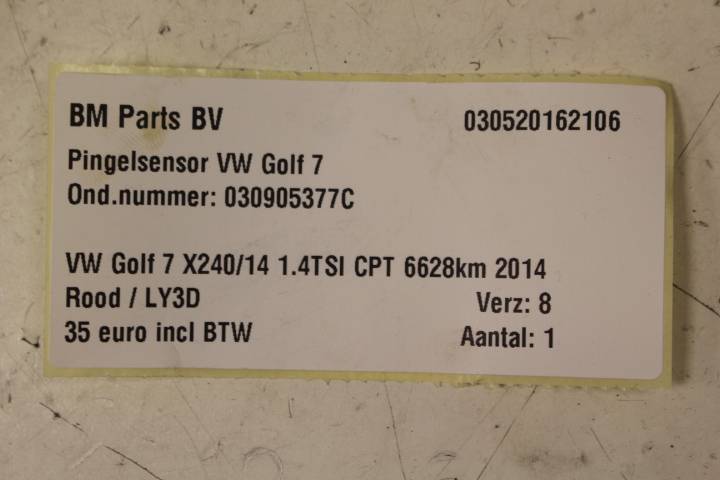 BM Parts BV 030520162106
Pingelsensor VW Golf 7
Ond.nummer: 030905377C
VW Golf 7 X240/14 1.4TSI CPT 6628km 2014
Rood / LY3D Verz: 8
35 euro incl BTW Aantal: 1